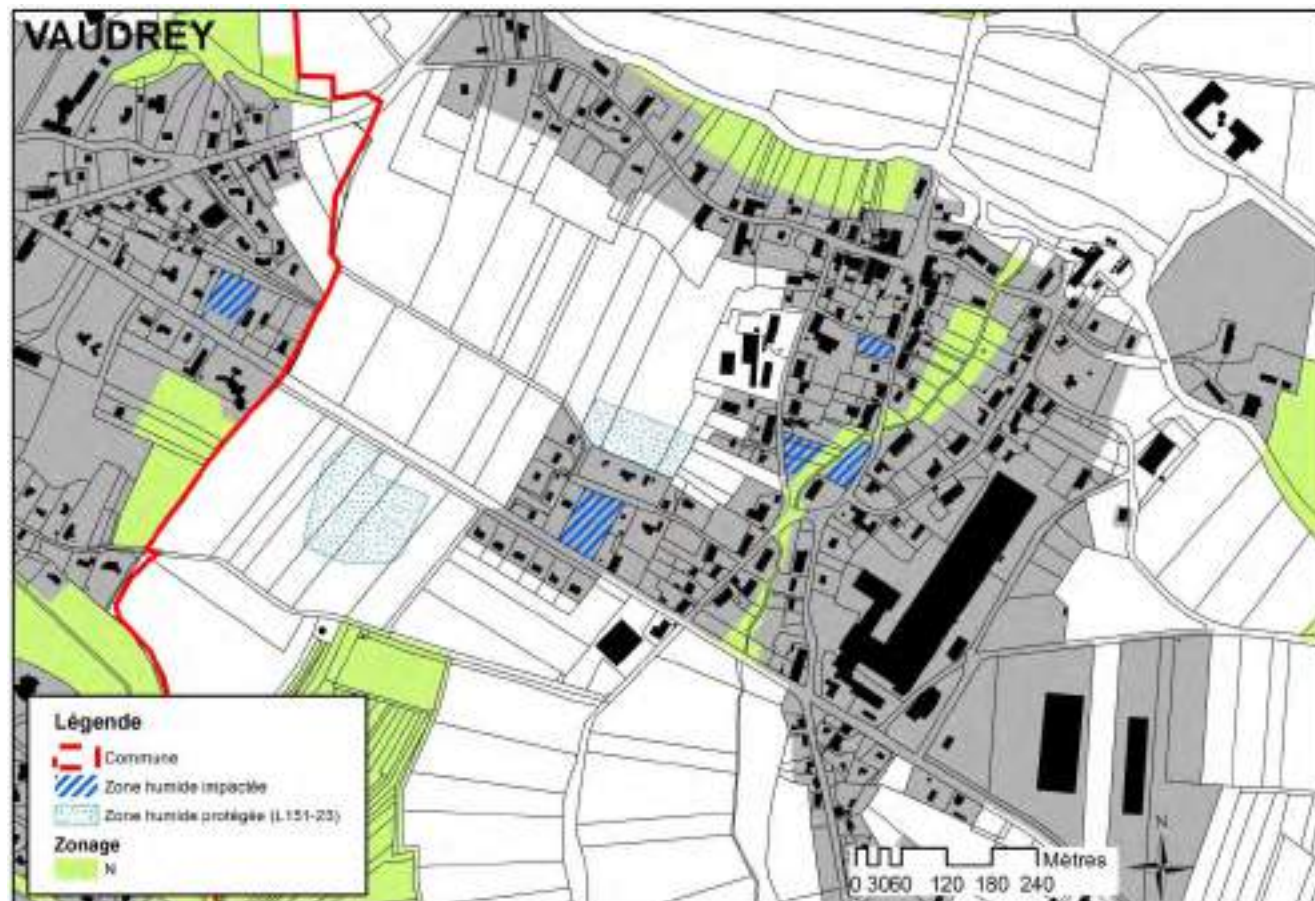 VAUDREY
Légende
Commune
Zone humide impactée
Zone humide protégée (L151-23)
Zonage
N
N
Mètres
0 30 60 120 180 240